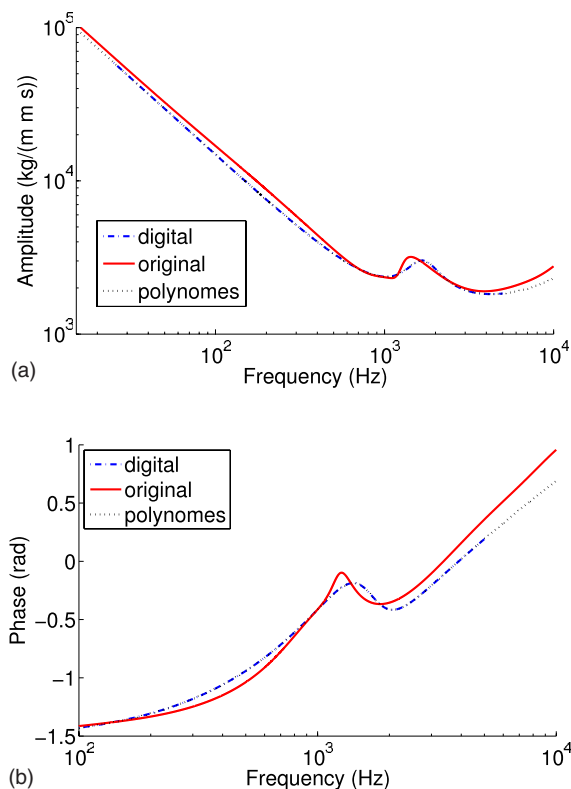 10^5
10^4
10^3
Amplitude (kg/(m m s))
digital
original
polynomes
10^2
10^3
10^4
Frequency (Hz)
(a)
1
0.5
0
−0.5
−1
−1.5
Phase (rad)
digital
original
polynomes
10^2
10^3
10^4
Frequency (Hz)
(b)